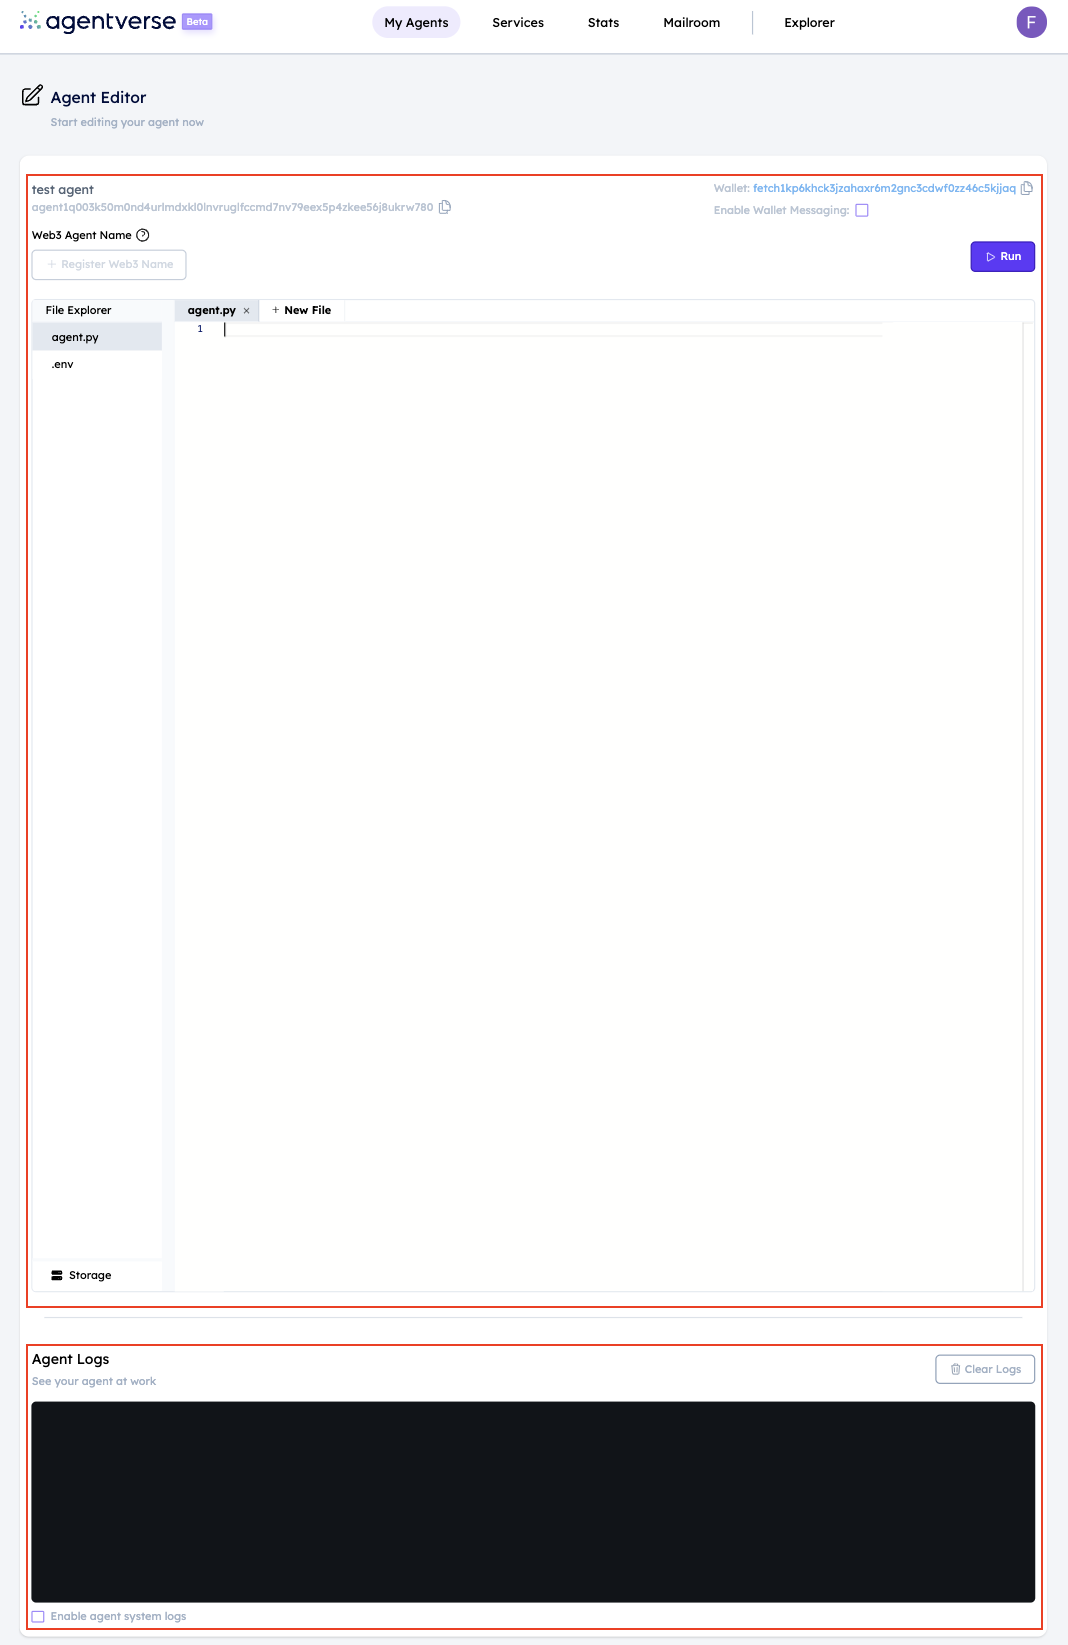 agentverse Beta
My Agents Services Stats Mailroom Explorer F
Agent Editor
Start editing your agent now
test agent
Wallet: fetch1kp6khck3jzahaxr6m2gnc3cdwf0zz46c5kjjaq
Enable Wallet Messaging:
Web3 Agent Name ?
+ Register Web3 Name
Run
File Explorer
agent.py × + New File
agent.py
.env
1
Storage
Agent Logs
See your agent at work
Clear Logs
Enable agent system logs